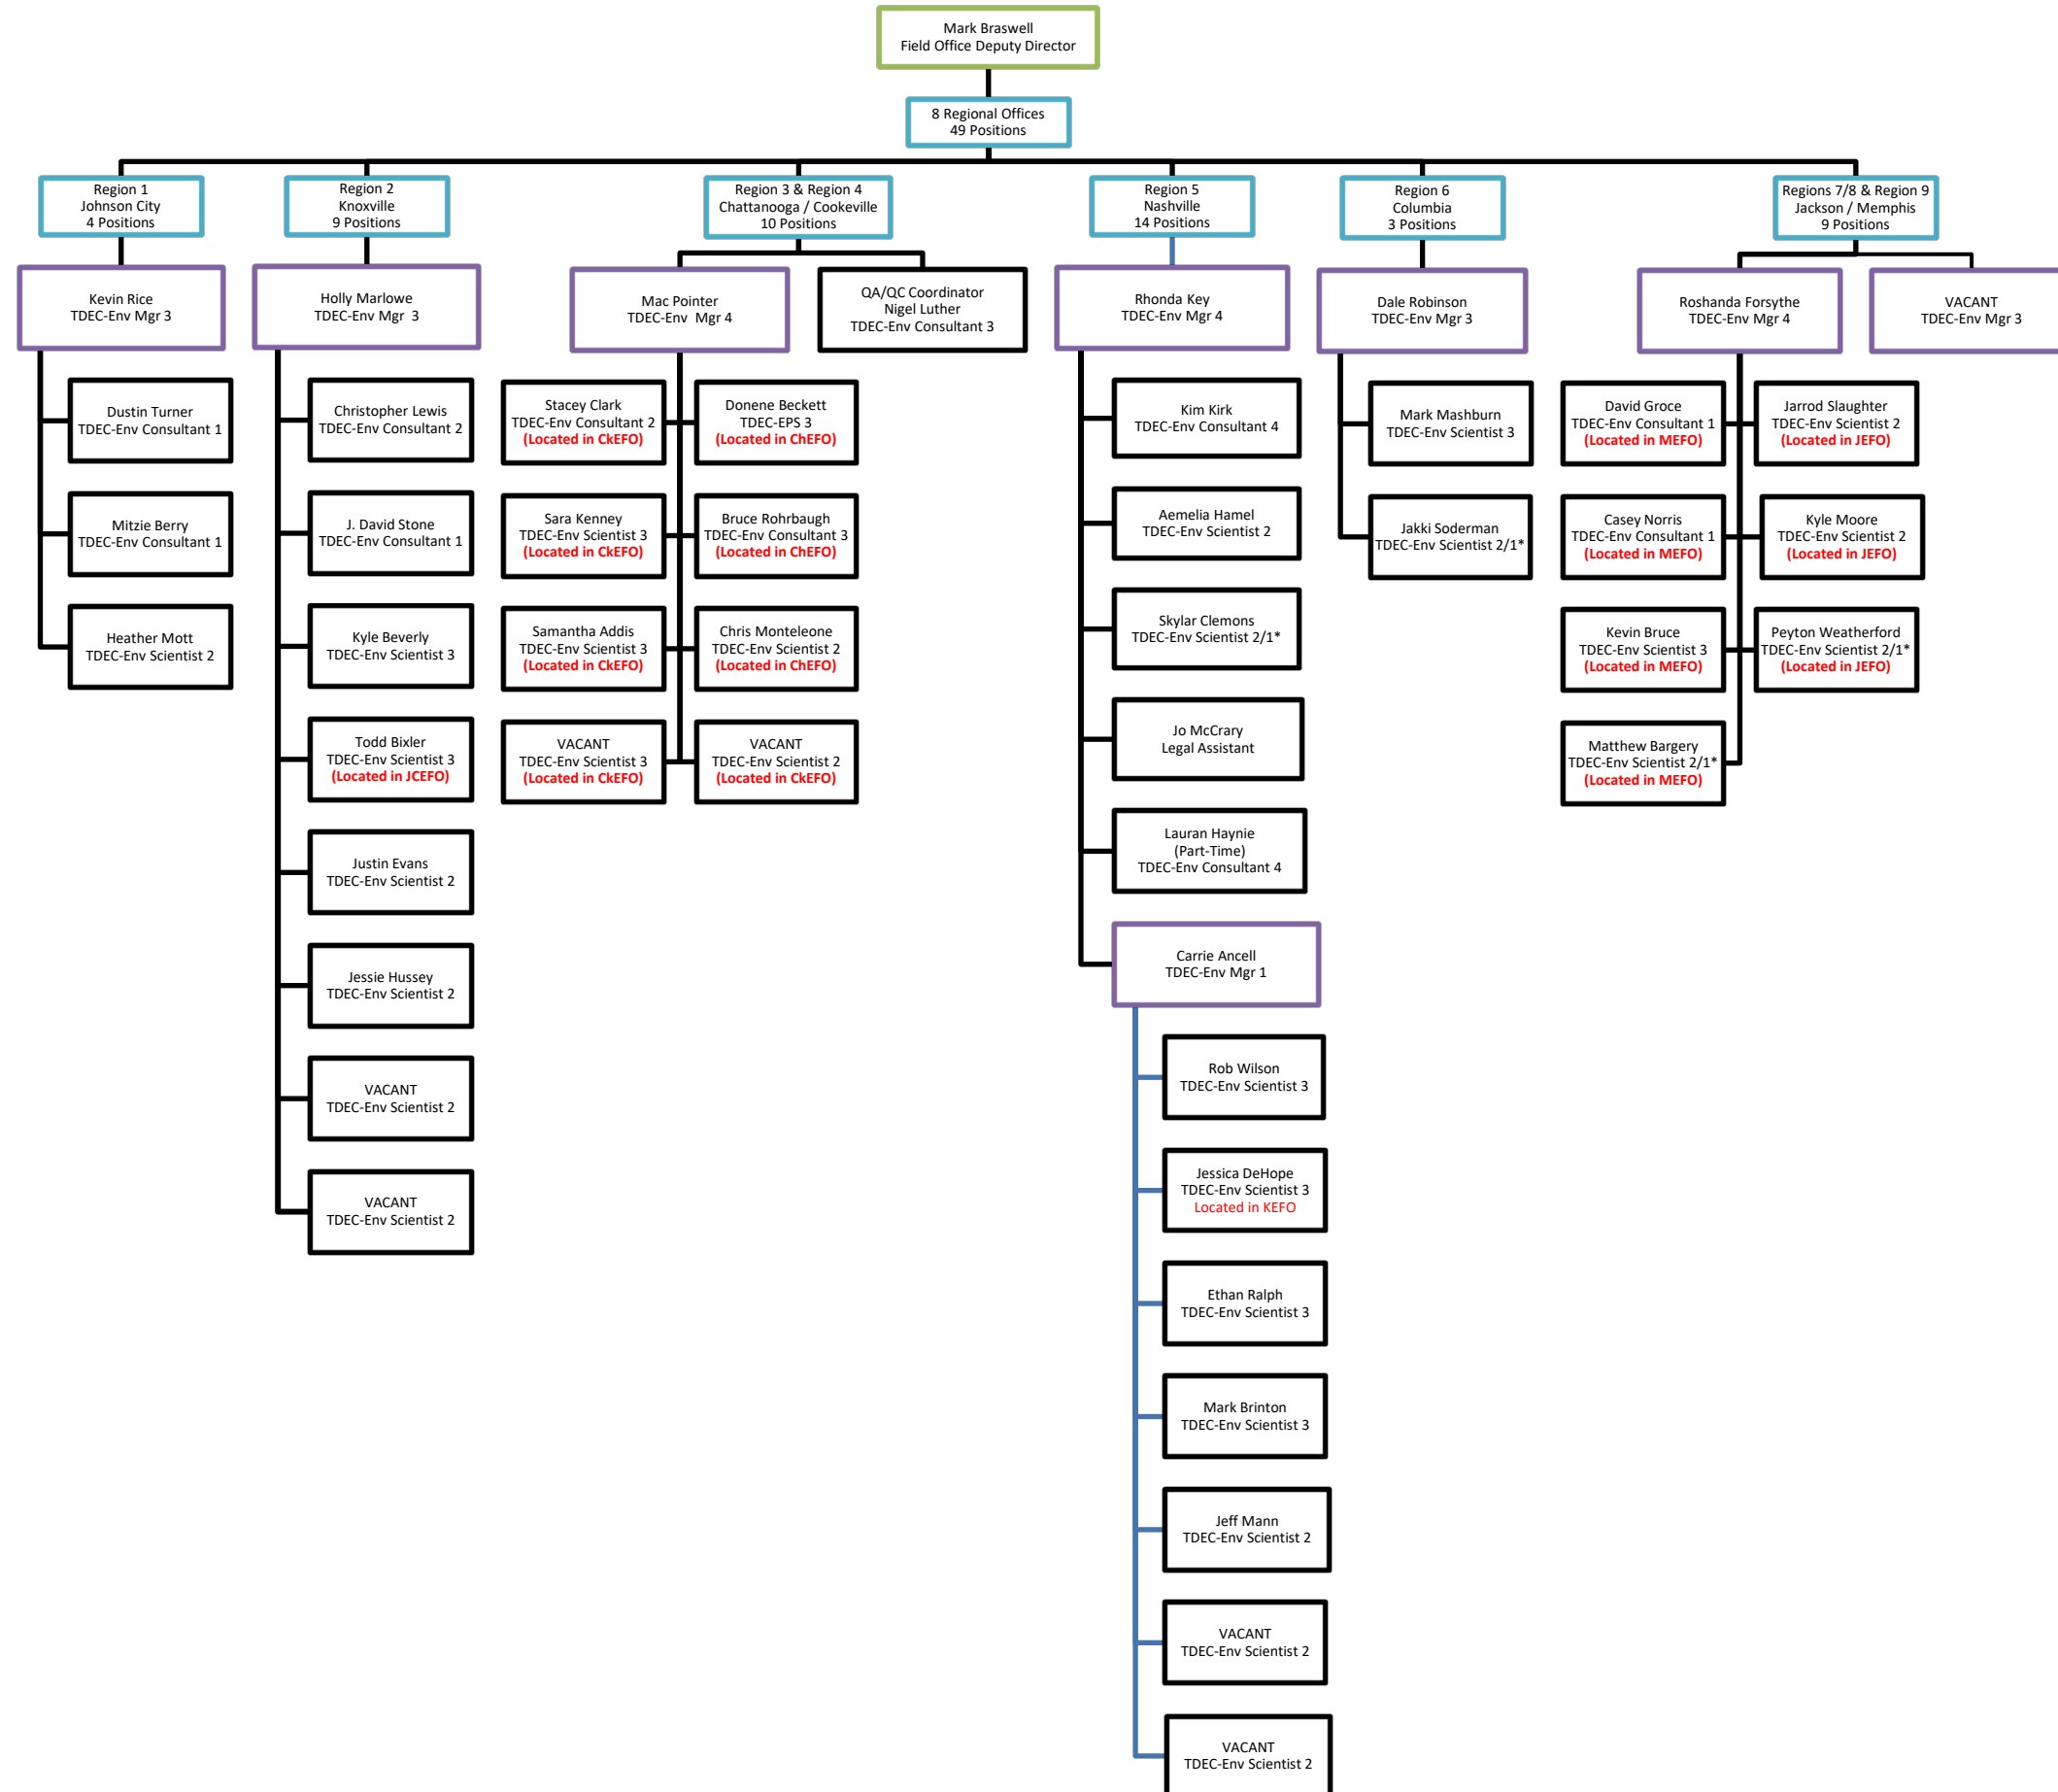 Mark Braswell
Field Office Deputy Director
8 Regional Offices
49 Positions
Region 1
Johnson City
4 Positions
Region 2
Knoxville
9 Positions
Region 3 & Region 4
Chattanooga / Cookeville
10 Positions
Region 5
Nashville
14 Positions
Region 6
Columbia
3 Positions
Regions 7/8 & Region 9
Jackson / Memphis
9 Positions
Kevin Rice
TDEC-Env Mgr 3
Holly Marlowe
TDEC-Env Mgr 3
Mac Pointer
TDEC-Env Mgr 4
QA/QC Coordinator
Nigel Luther
TDEC-Env Consultant 3
Rhonda Key
TDEC-Env Mgr 4
Dale Robinson
TDEC-Env Mgr 3
Roshanda Forsythe
TDEC-Env Mgr 4
VACANT
TDEC-Env Mgr 3
Dustin Turner
TDEC-Env Consultant 1
Mitzie Berry
TDEC-Env Consultant 1
Heather Mott
TDEC-Env Scientist 2
Christopher Lewis
TDEC-Env Consultant 2
J. David Stone
TDEC-Env Consultant 1
Kyle Beverly
TDEC-Env Scientist 3
Todd Bixler
TDEC-Env Scientist 3
(Located in JCEFO)
Justin Evans
TDEC-Env Scientist 2
Jessie Hussey
TDEC-Env Scientist 2
VACANT
TDEC-Env Scientist 2
VACANT
TDEC-Env Scientist 2
Stacey Clark
TDEC-Env Consultant 2
(Located in CkEFO)
Donene Beckett
TDEC-EPS 3
(Located in ChEFO)
Sara Kenney
TDEC-Env Scientist 3
(Located in CkEFO)
Bruce Rohrbaugh
TDEC-Env Consultant 3
(Located in ChEFO)
Samantha Addis
TDEC-Env Scientist 3
(Located in CkEFO)
Chris Monteleone
TDEC-Env Scientist 2
(Located in ChEFO)
VACANT
TDEC-Env Scientist 3
(Located in CkEFO)
VACANT
TDEC-Env Scientist 2
(Located in CkEFO)
Kim Kirk
TDEC-Env Consultant 4
Aemelia Hamel
TDEC-Env Scientist 2
Skylar Clemons
TDEC-Env Scientist 2/1*
Jo McCrary
Legal Assistant
Lauran Haynie
(Part-Time)
TDEC-Env Consultant 4
Carrie Ancell
TDEC-Env Mgr 1
Rob Wilson
TDEC-Env Scientist 3
Jessica DeHope
TDEC-Env Scientist 3
Located in KEFO
Ethan Ralph
TDEC-Env Scientist 3
Mark Brinton
TDEC-Env Scientist 3
Jeff Mann
TDEC-Env Scientist 2
VACANT
TDEC-Env Scientist 2
VACANT
TDEC-Env Scientist 2
Mark Mashburn
TDEC-Env Scientist 3
Jakki Soderman
TDEC-Env Scientist 2/1*
David Groce
TDEC-Env Consultant 1
(Located in MEFO)
Jarrod Slaughter
TDEC-Env Scientist 2
(Located in JEFO)
Casey Norris
TDEC-Env Consultant 1
(Located in MEFO)
Kyle Moore
TDEC-Env Scientist 2
(Located in JEFO)
Kevin Bruce
TDEC-Env Scientist 3
(Located in MEFO)
Peyton Weatherford
TDEC-Env Scientist 2/1*
(Located in JEFO)
Matthew Bargery
TDEC-Env Scientist 2/1*
(Located in MEFO)